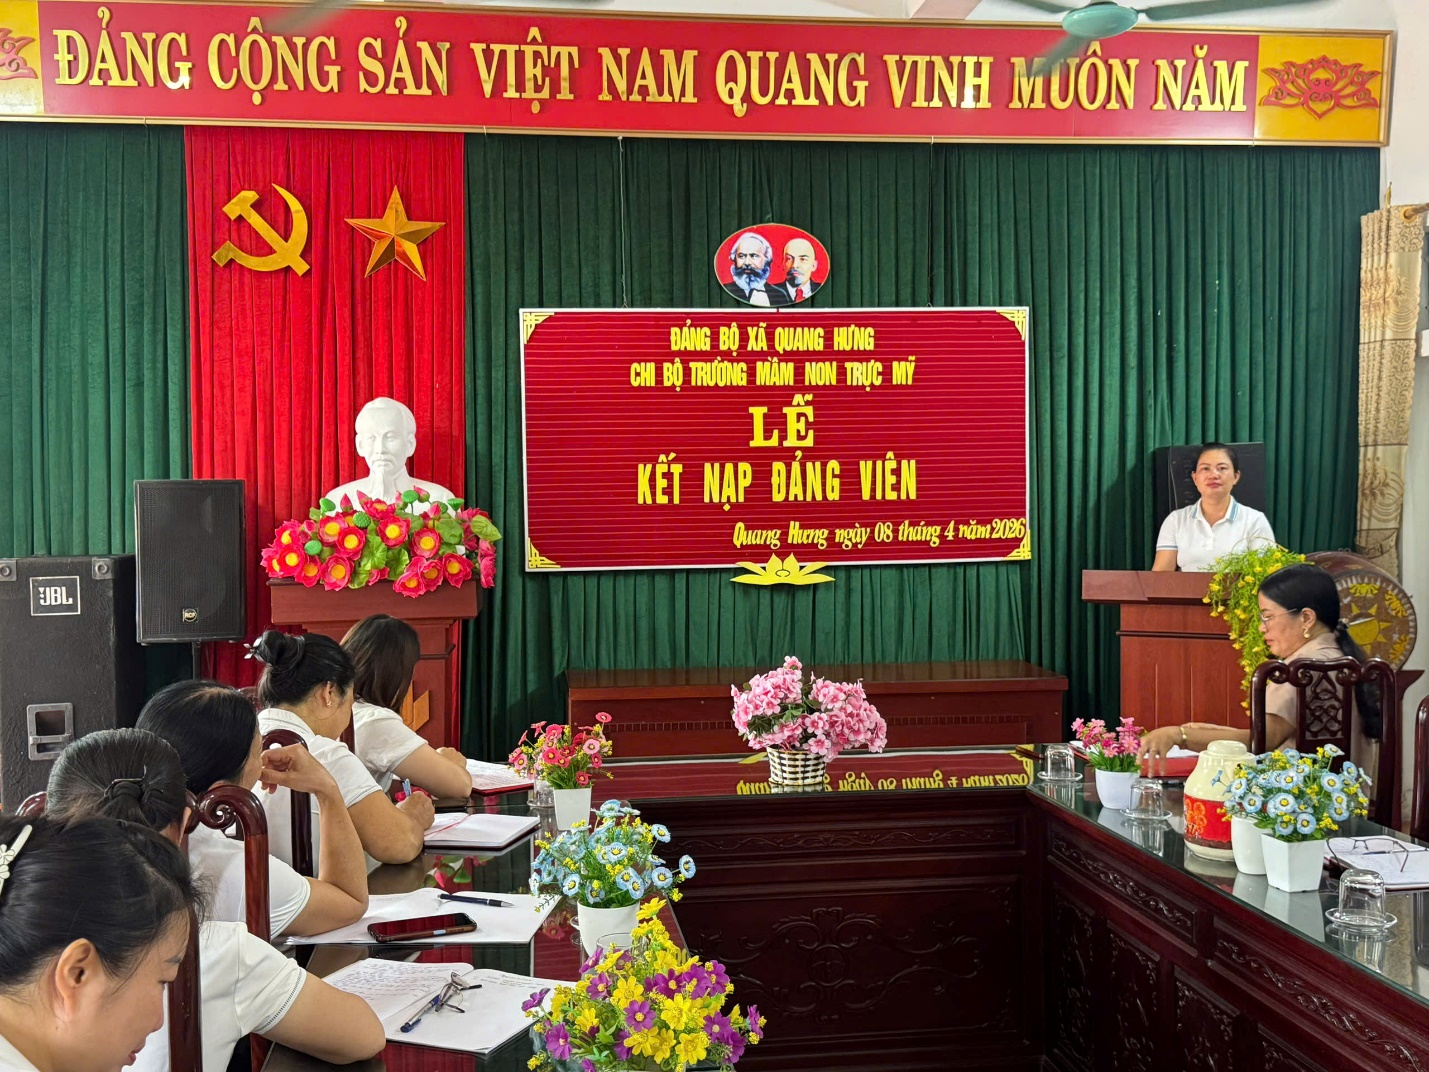 ĐẢNG CỘNG SẢN VIỆT NAM QUANG VINH MUÔN NĂM
ĐẢNG BỘ XÃ QUANG HƯNG
CHI BỘ TRƯỜNG MẦM NON TRỰC MỸ
LỄ
KẾT NẠP ĐẢNG VIÊN
Quang Hưng ngày 08 tháng 4 năm 2026
JBL
RCF